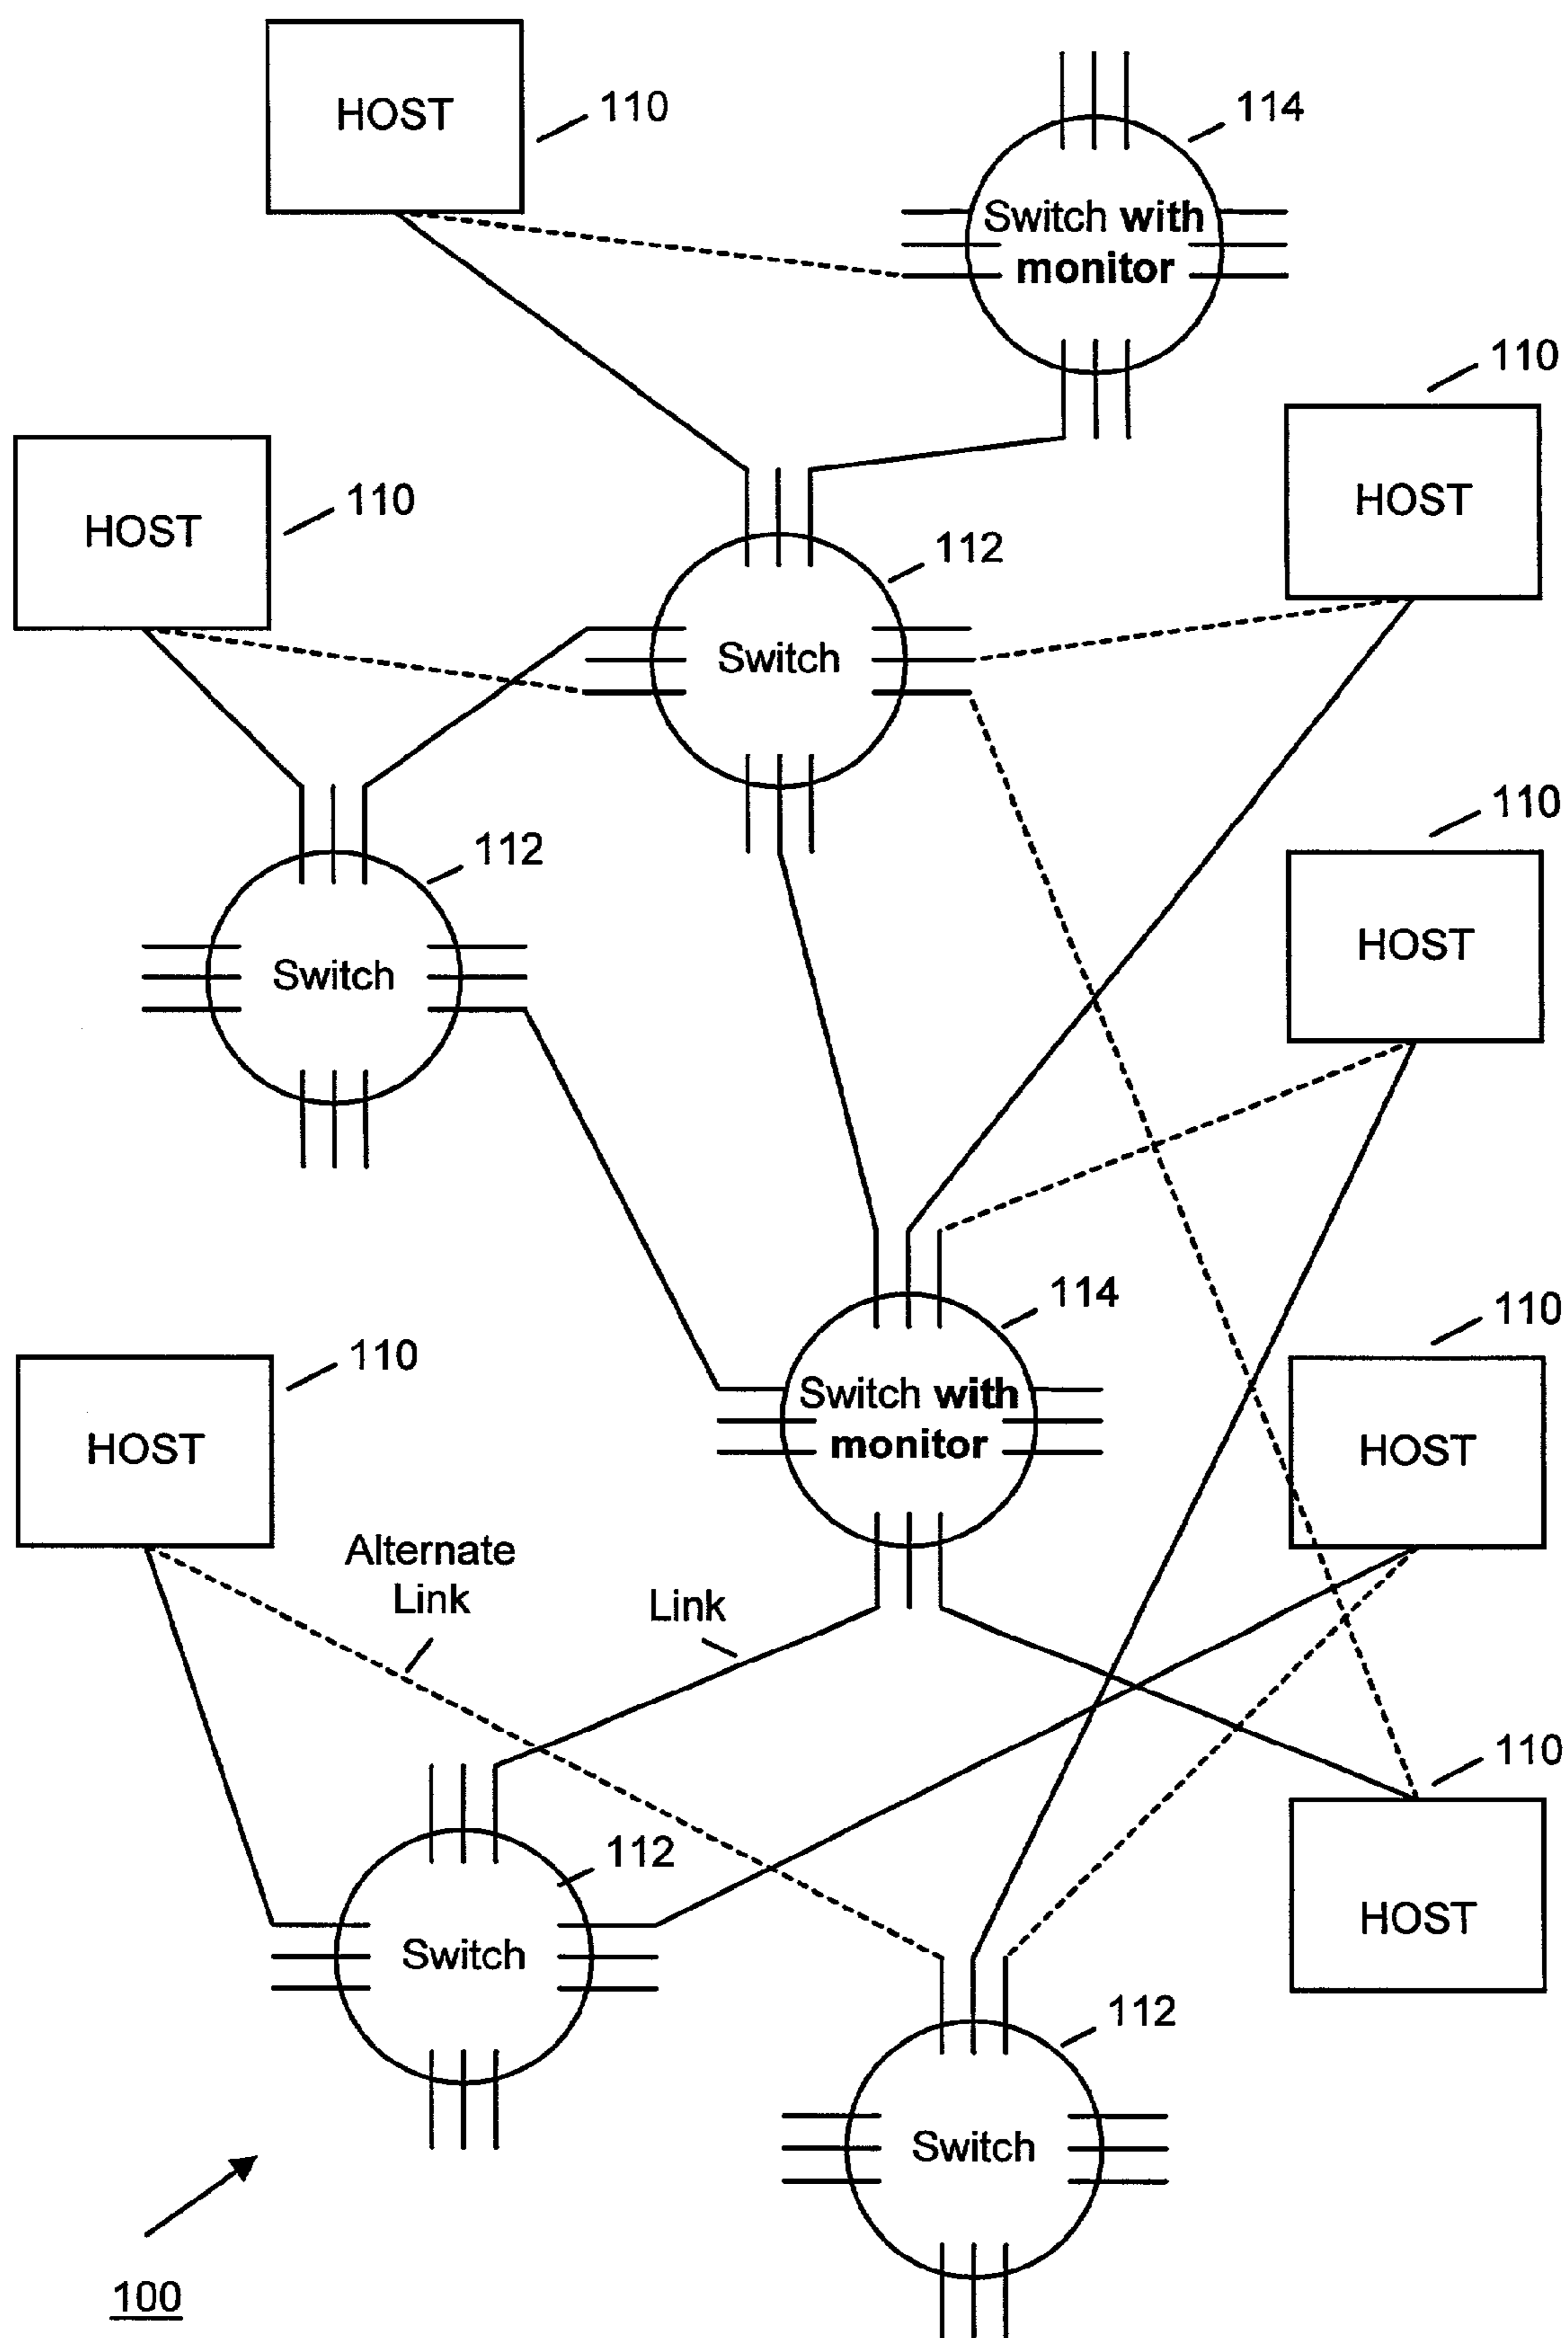 HOST
110
114
Switch with
monitor
110
HOST
110
HOST
112
Switch
110
HOST
112
Switch
114
Switch with
monitor
110
HOST
110
HOST
Alternate
Link
Link
110
HOST
112
Switch
112
Switch
100